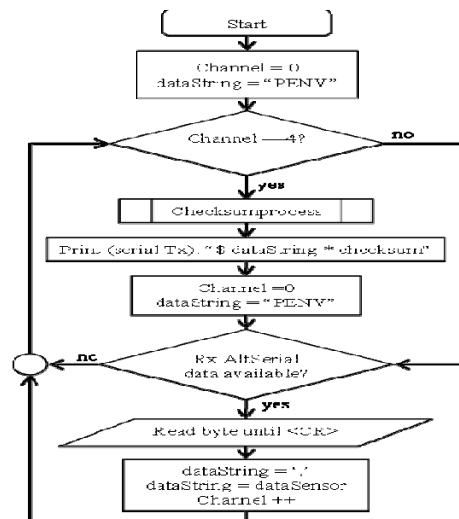 Start
Channel = 0
dataString = "PENV"
Channel ==4?
no
yes
Checksumprocess
Print (serial Tx): "$ dataString * checksum"
Channel =0
dataString = "PENV"
no
Rx AltSerial
data available?
yes
Read byte until <CR>
dataString = ','
dataString = dataSensor
Channel ++